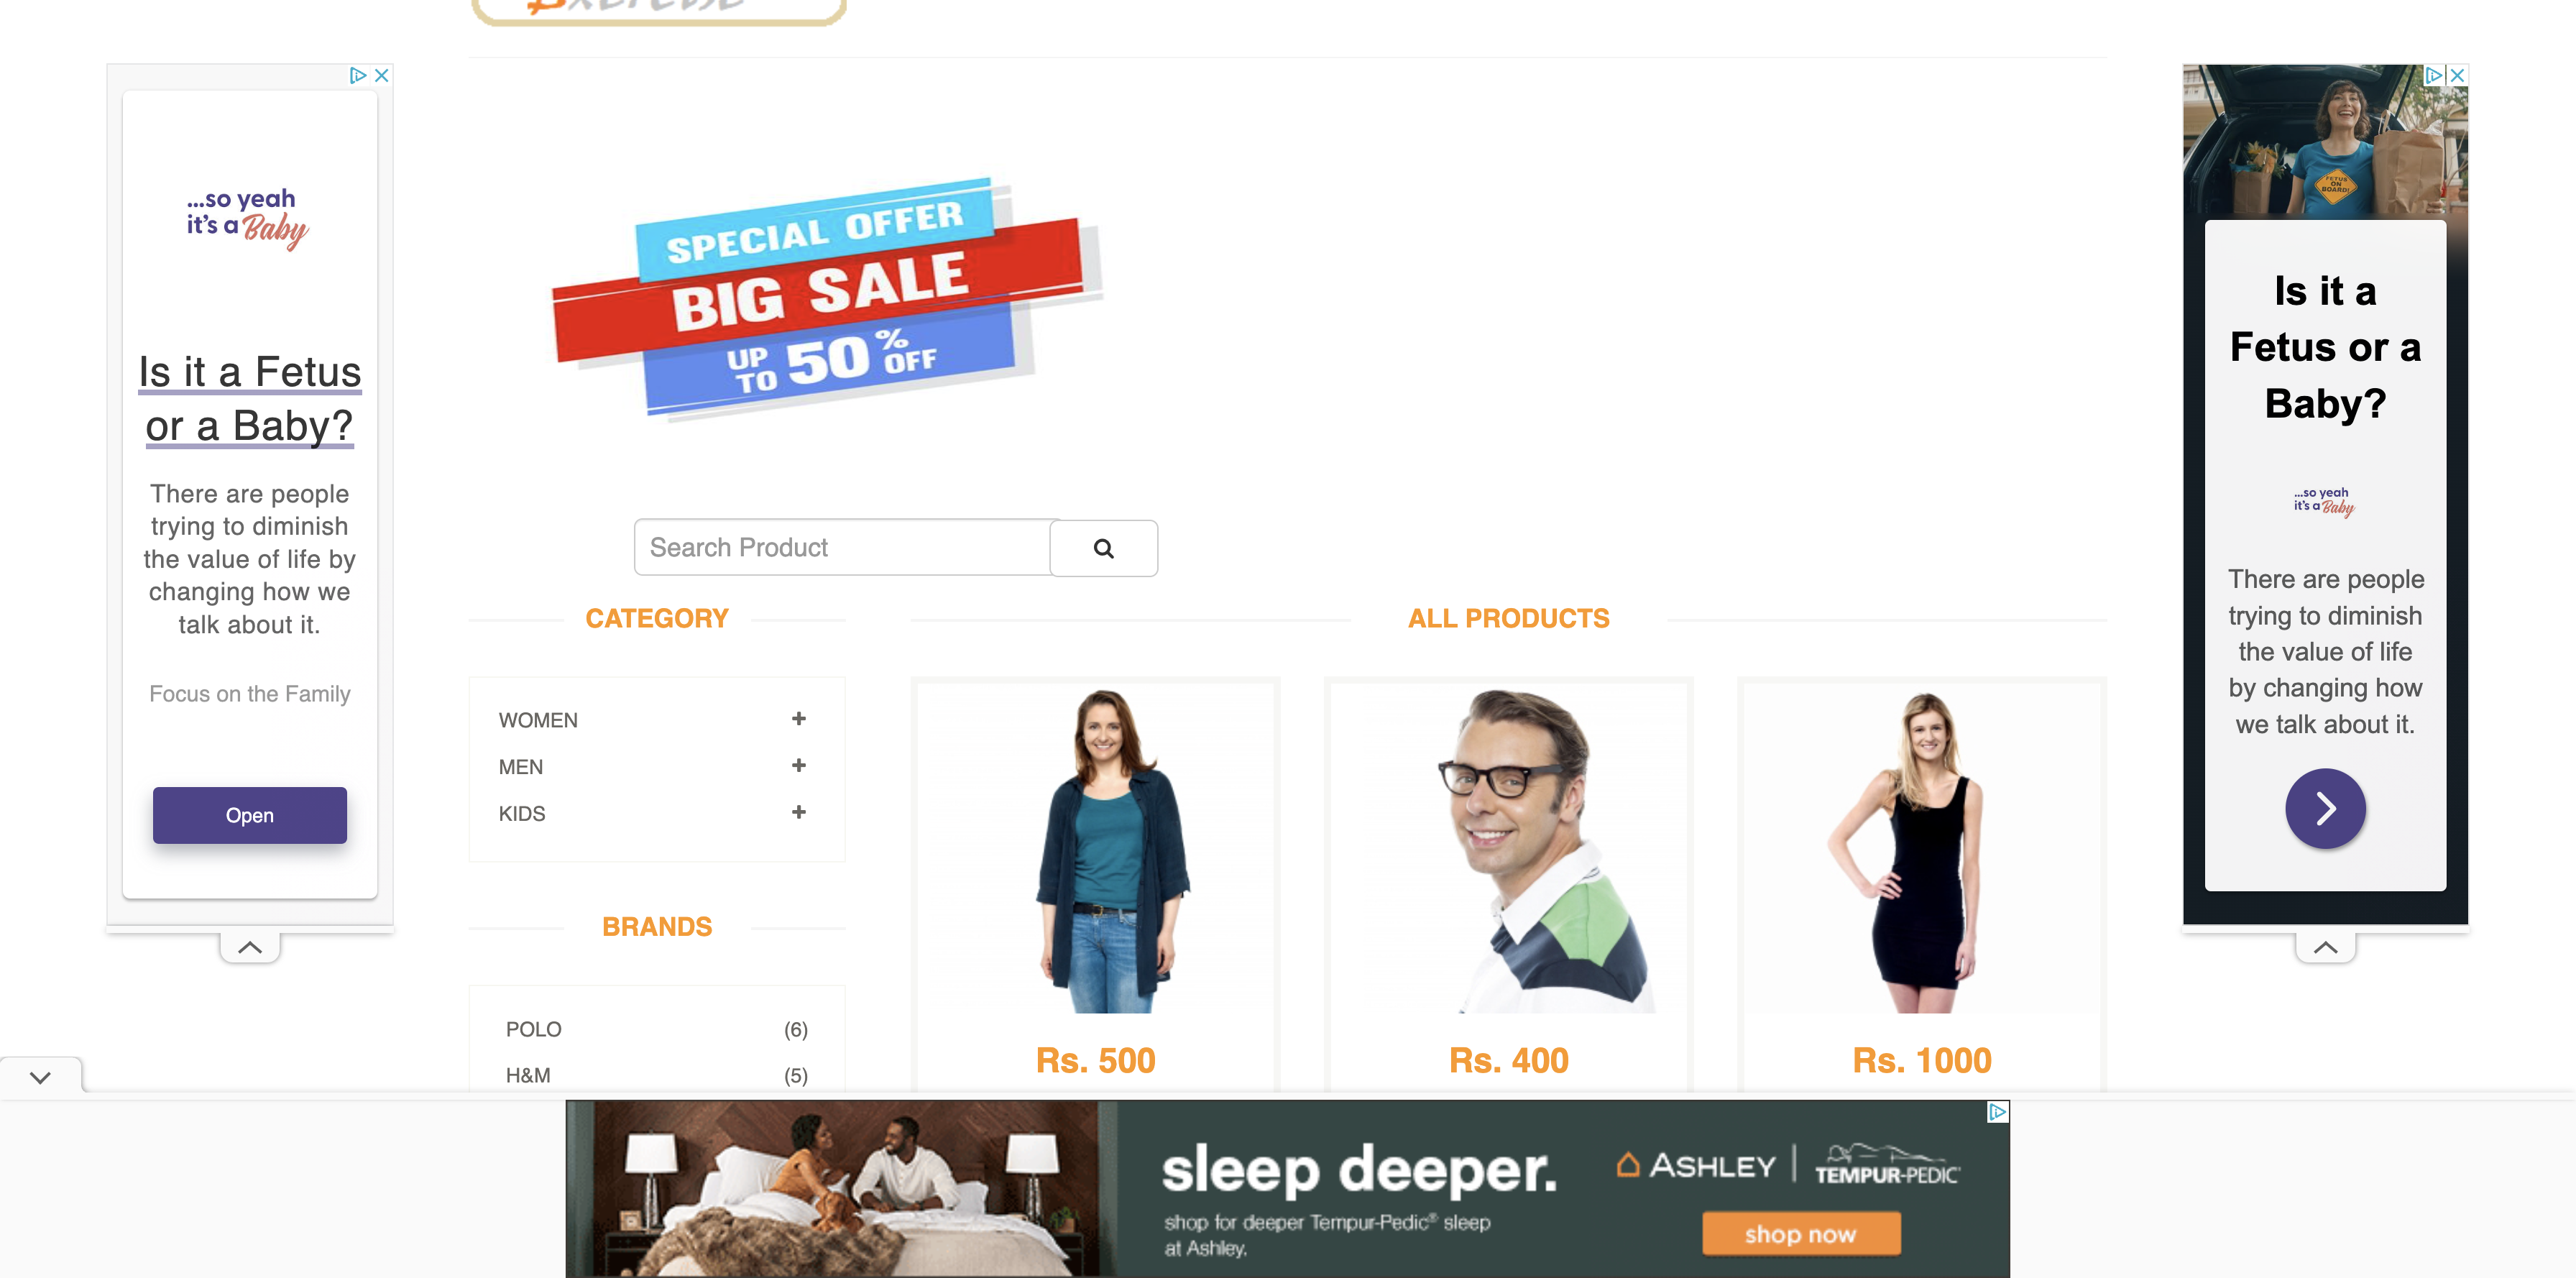 ...so yeah
it's a Baby
Is it a Fetus
or a Baby?
There are people
trying to diminish
the value of life by
changing how we
talk about it.
Focus on the Family
Open
SPECIAL OFFER
BIG SALE
UP TO 50% OFF
Search Product
CATEGORY
WOMEN
MEN
KIDS
BRANDS
POLO (6)
H&M (5)
ALL PRODUCTS
Rs. 500
Rs. 400
Rs. 1000
FETUS
ON
BOARD!
Is it a
Fetus or a
Baby?
...so yeah
it's a Baby
There are people
trying to diminish
the value of life
by changing how
we talk about it.
sleep deeper.
shop for deeper Tempur-Pedic® sleep
at Ashley.
ASHLEY | TEMPUR-PEDIC
shop now